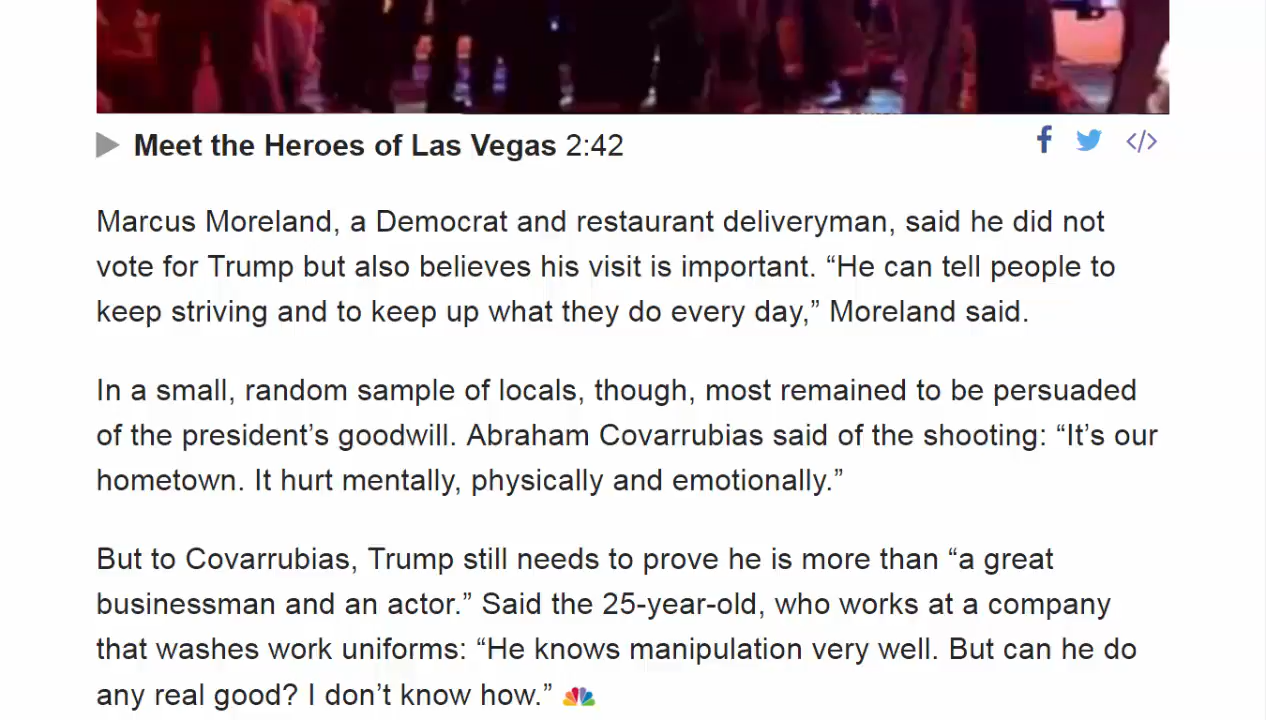 Meet the Heroes of Las Vegas 2:42
Marcus Moreland, a Democrat and restaurant deliveryman, said he did not
vote for Trump but also believes his visit is important. “He can tell people to
keep striving and to keep up what they do every day,” Moreland said.
In a small, random sample of locals, though, most remained to be persuaded
of the president’s goodwill. Abraham Covarrubias said of the shooting: “It’s our
hometown. It hurt mentally, physically and emotionally.”
But to Covarrubias, Trump still needs to prove he is more than “a great
businessman and an actor.” Said the 25-year-old, who works at a company
that washes work uniforms: “He knows manipulation very well. But can he do
any real good? I don’t know how.”